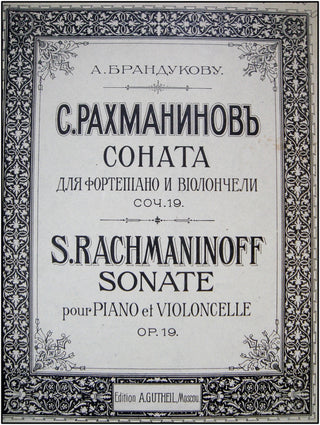 А. БРАНДУКОВУ.
С. РАХМАНИНОВЪ
СОНАТА
ДЛЯ ФОРТЕПІАНО И ВІОЛОНЧЕЛИ
СОЧ. 19.
S. RACHMANINOFF
SONATE
pour PIANO et VIOLONCELLE
OP. 19.
Edition A. GUTHEIL, Moscou